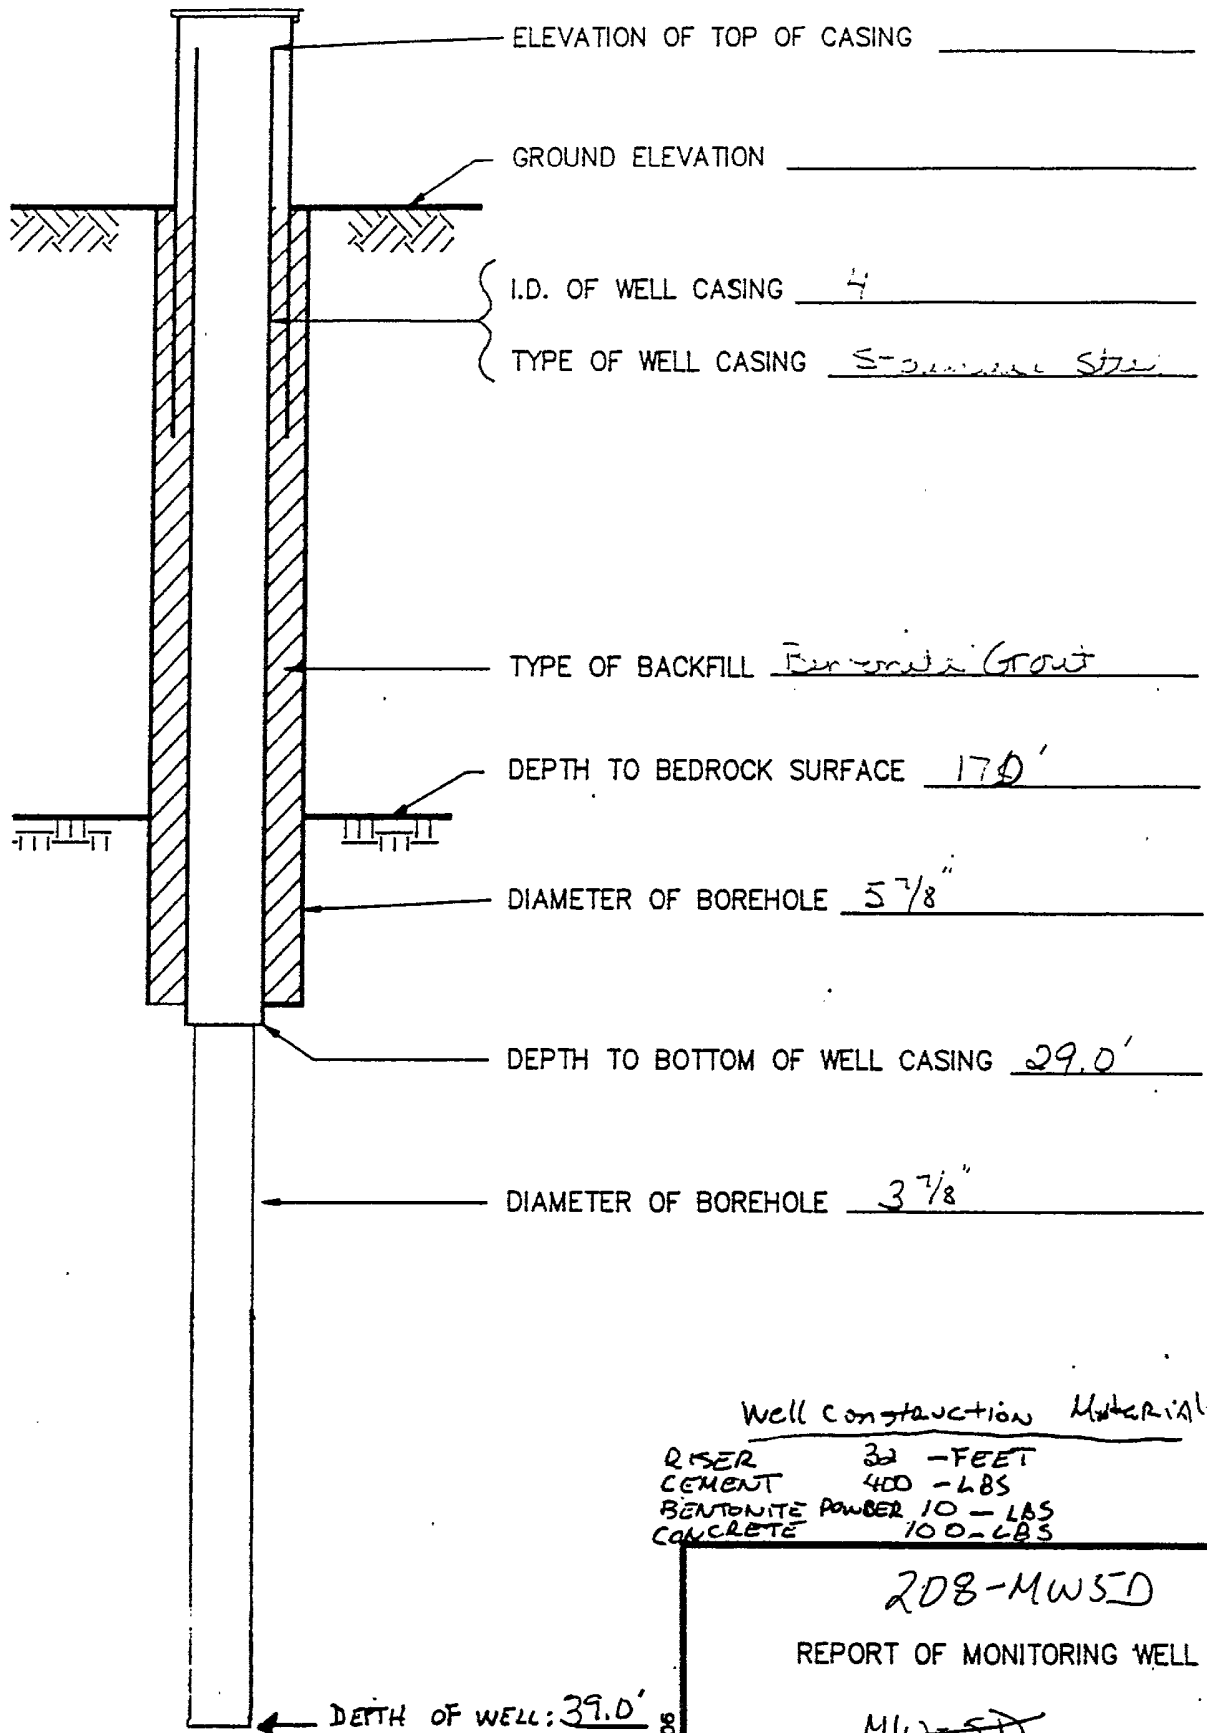 ELEVATION OF TOP OF CASING
GROUND ELEVATION
I.D. OF WELL CASING 4
TYPE OF WELL CASING
TYPE OF BACKFILL Grout
DEPTH TO BEDROCK SURFACE 17.0'
DIAMETER OF BOREHOLE 5 7/8"
DEPTH TO BOTTOM OF WELL CASING 29.0'
DIAMETER OF BOREHOLE 3 7/8"
Well Construction Material
RISER 32 -FEET
CEMENT 400 -LBS
BENTONITE POWDER 10 - LBS
CONCRETE 100-LBS
208-MW5D
REPORT OF MONITORING WELL
DEPTH OF WELL: 39.0'
MW-5D